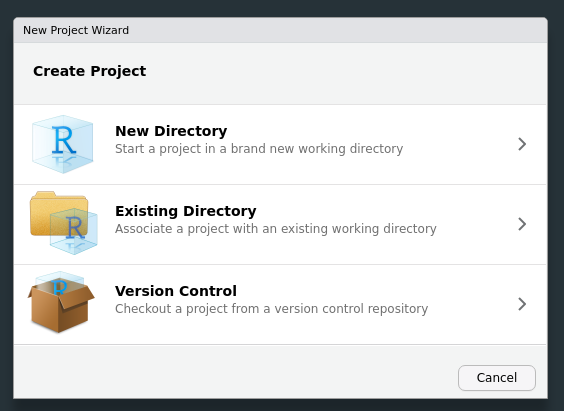 New Project Wizard
Create Project
R
New Directory
Start a project in a brand new working directory
R
Existing Directory
Associate a project with an existing working directory
R
Version Control
Checkout a project from a version control repository
Cancel